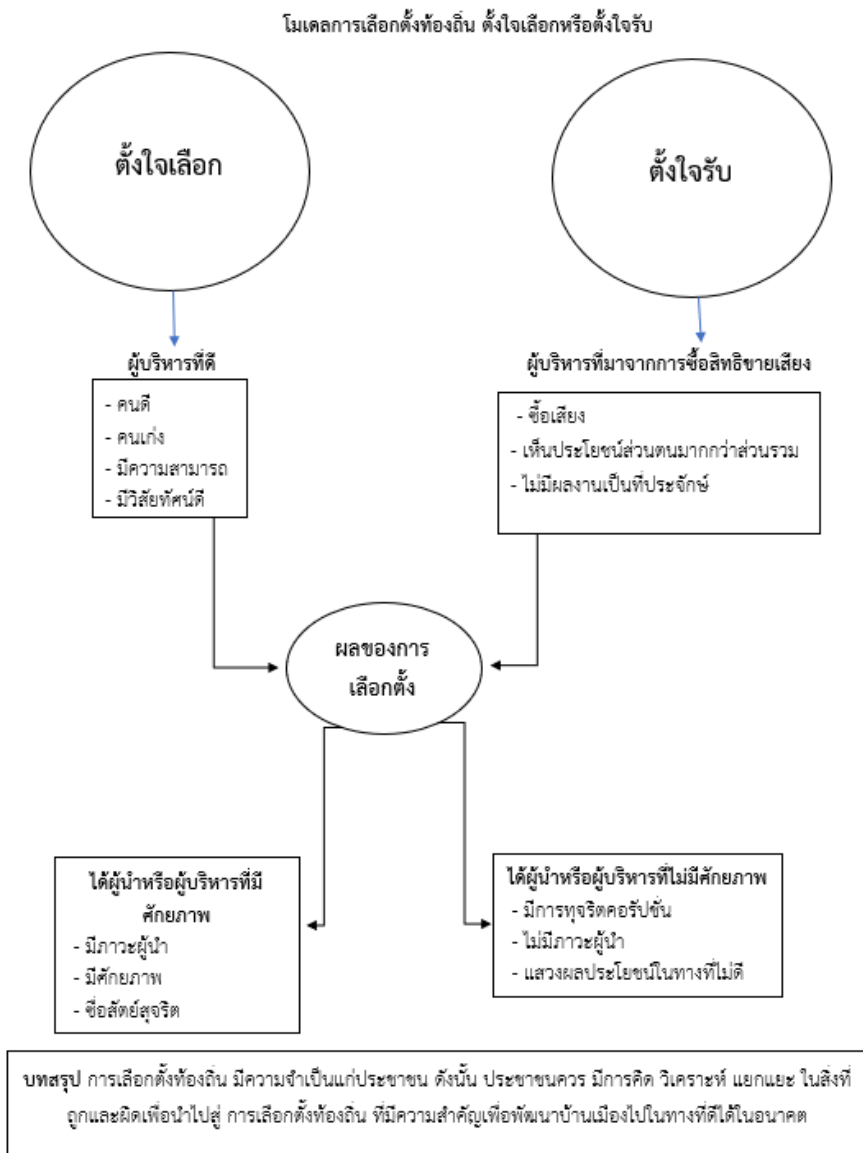 โมเดลการเลือกตั้งท้องถิ่น ตั้งใจเลือกหรือตั้งใจรับ
ตั้งใจเลือก
ตั้งใจรับ
ผู้บริหารที่ดี
- คนดี
- คนเก่ง
- มีความสามารถ
- มีวิสัยทัศน์ดี
ผู้บริหารที่มาจากการซื้อสิทธิขายเสียง
- ซื้อเสียง
- เห็นประโยชน์ส่วนตนมากกว่าส่วนรวม
- ไม่มีผลงานเป็นที่ประจักษ์
ผลของการ
เลือกตั้ง
ได้ผู้นำหรือผู้บริหารที่มี
ศักยภาพ
- มีภาวะผู้นำ
- มีศักยภาพ
- ซื่อสัตย์สุจริต
ได้ผู้นำหรือผู้บริหารที่ไม่มีศักยภาพ
- มีการทุจริตคอรัปชั่น
- ไม่มีภาวะผู้นำ
- แสวงผลประโยชน์ในทางที่ไม่ดี
บทสรุป การเลือกตั้งท้องถิ่น มีความจำเป็นแก่ประชาชน ดังนั้น ประชาชนควร มีการคิด วิเคราะห์ แยกแยะ ในสิ่งที่
ถูกและผิดเพื่อนำไปสู่ การเลือกตั้งท้องถิ่น ที่มีความสำคัญเพื่อพัฒนาบ้านเมืองไปในทางที่ดีได้ในอนาคต